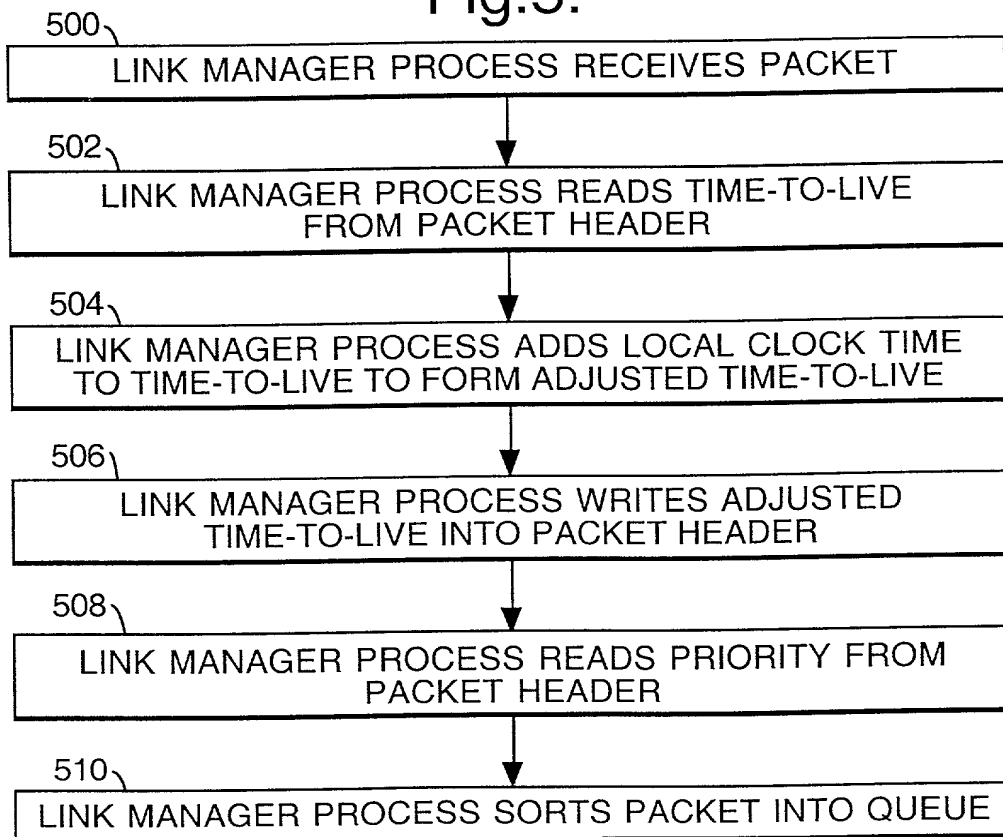 Fig.5.
500
LINK MANAGER PROCESS RECEIVES PACKET
502
LINK MANAGER PROCESS READS TIME-TO-LIVE
FROM PACKET HEADER
504
LINK MANAGER PROCESS ADDS LOCAL CLOCK TIME
TO TIME-TO-LIVE TO FORM ADJUSTED TIME-TO-LIVE
506
LINK MANAGER PROCESS WRITES ADJUSTED
TIME-TO-LIVE INTO PACKET HEADER
508
LINK MANAGER PROCESS READS PRIORITY FROM
PACKET HEADER
510
LINK MANAGER PROCESS SORTS PACKET INTO QUEUE